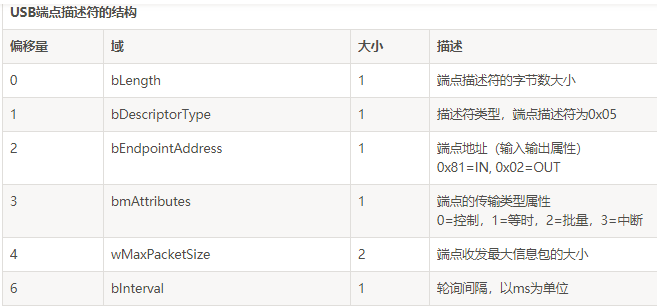 USB端点描述符的结构
偏移量 域 大小 描述
0 bLength 1 端点描述符的字节数大小
1 bDescriptorType 1 描述符类型，端点描述符为0x05
2 bEndpointAddress 1 端点地址（输入输出属性）
0x81=IN, 0x02=OUT
3 bmAttributes 1 端点的传输类型属性
0=控制，1=等时，2=批量，3=中断
4 wMaxPacketSize 2 端点收发最大信息包的大小
6 bInterval 1 轮询间隔，以ms为单位